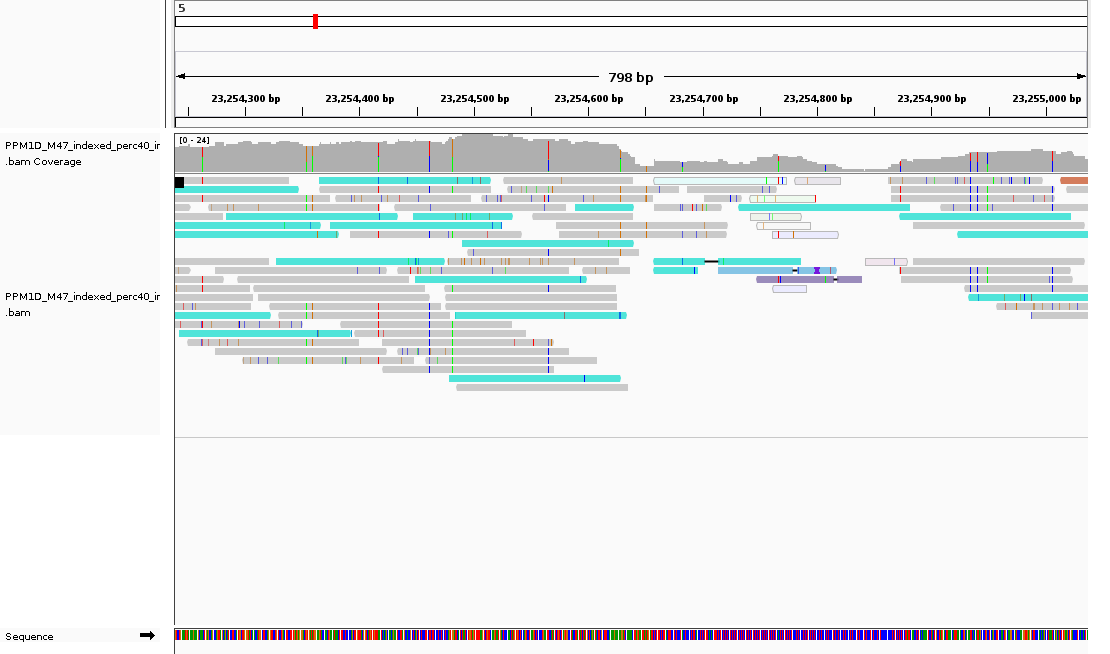 5
798 bp
23,254,300 bp 23,254,400 bp 23,254,500 bp 23,254,600 bp 23,254,700 bp 23,254,800 bp 23,254,900 bp 23,255,000 bp
PPM1D_M47_indexed_perc40_ir
.bam Coverage
[0 - 24]
PPM1D_M47_indexed_perc40_ir
.bam
Sequence